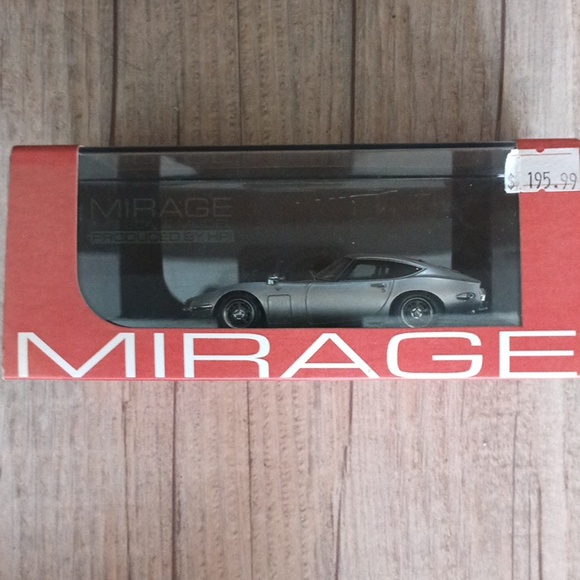 $ 195.99
MIRAGE
PRODUCED BY HPI
MIRAGE